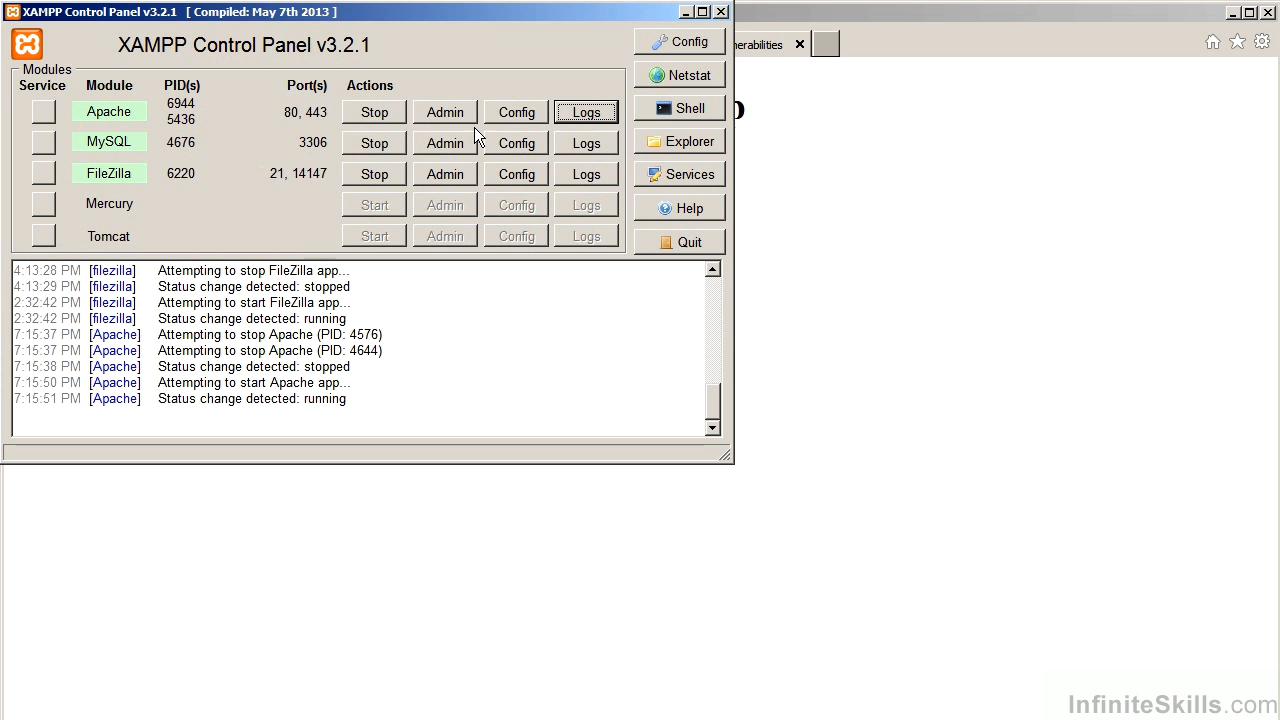 XAMPP Control Panel v3.2.1 [ Compiled: May 7th 2013 ]
XAMPP Control Panel v3.2.1
Config
Modules
Service Module PID(s) Port(s) Actions
Netstat
Apache 6944 5436 80, 443 Stop Admin Config Logs
Shell
MySQL 4676 3306 Stop Admin Config Logs
Explorer
FileZilla 6220 21, 14147 Stop Admin Config Logs
Services
Mercury Start Admin Config Logs
Help
Tomcat Start Admin Config Logs
Quit
4:13:28 PM [filezilla] Attempting to stop FileZilla app...
4:13:29 PM [filezilla] Status change detected: stopped
2:32:42 PM [filezilla] Attempting to start FileZilla app...
2:32:42 PM [filezilla] Status change detected: running
7:15:37 PM [Apache] Attempting to stop Apache (PID: 4576)
7:15:37 PM [Apache] Attempting to stop Apache (PID: 4644)
7:15:38 PM [Apache] Status change detected: stopped
7:15:50 PM [Apache] Attempting to start Apache app...
7:15:51 PM [Apache] Status change detected: running
InfiniteSkills.com